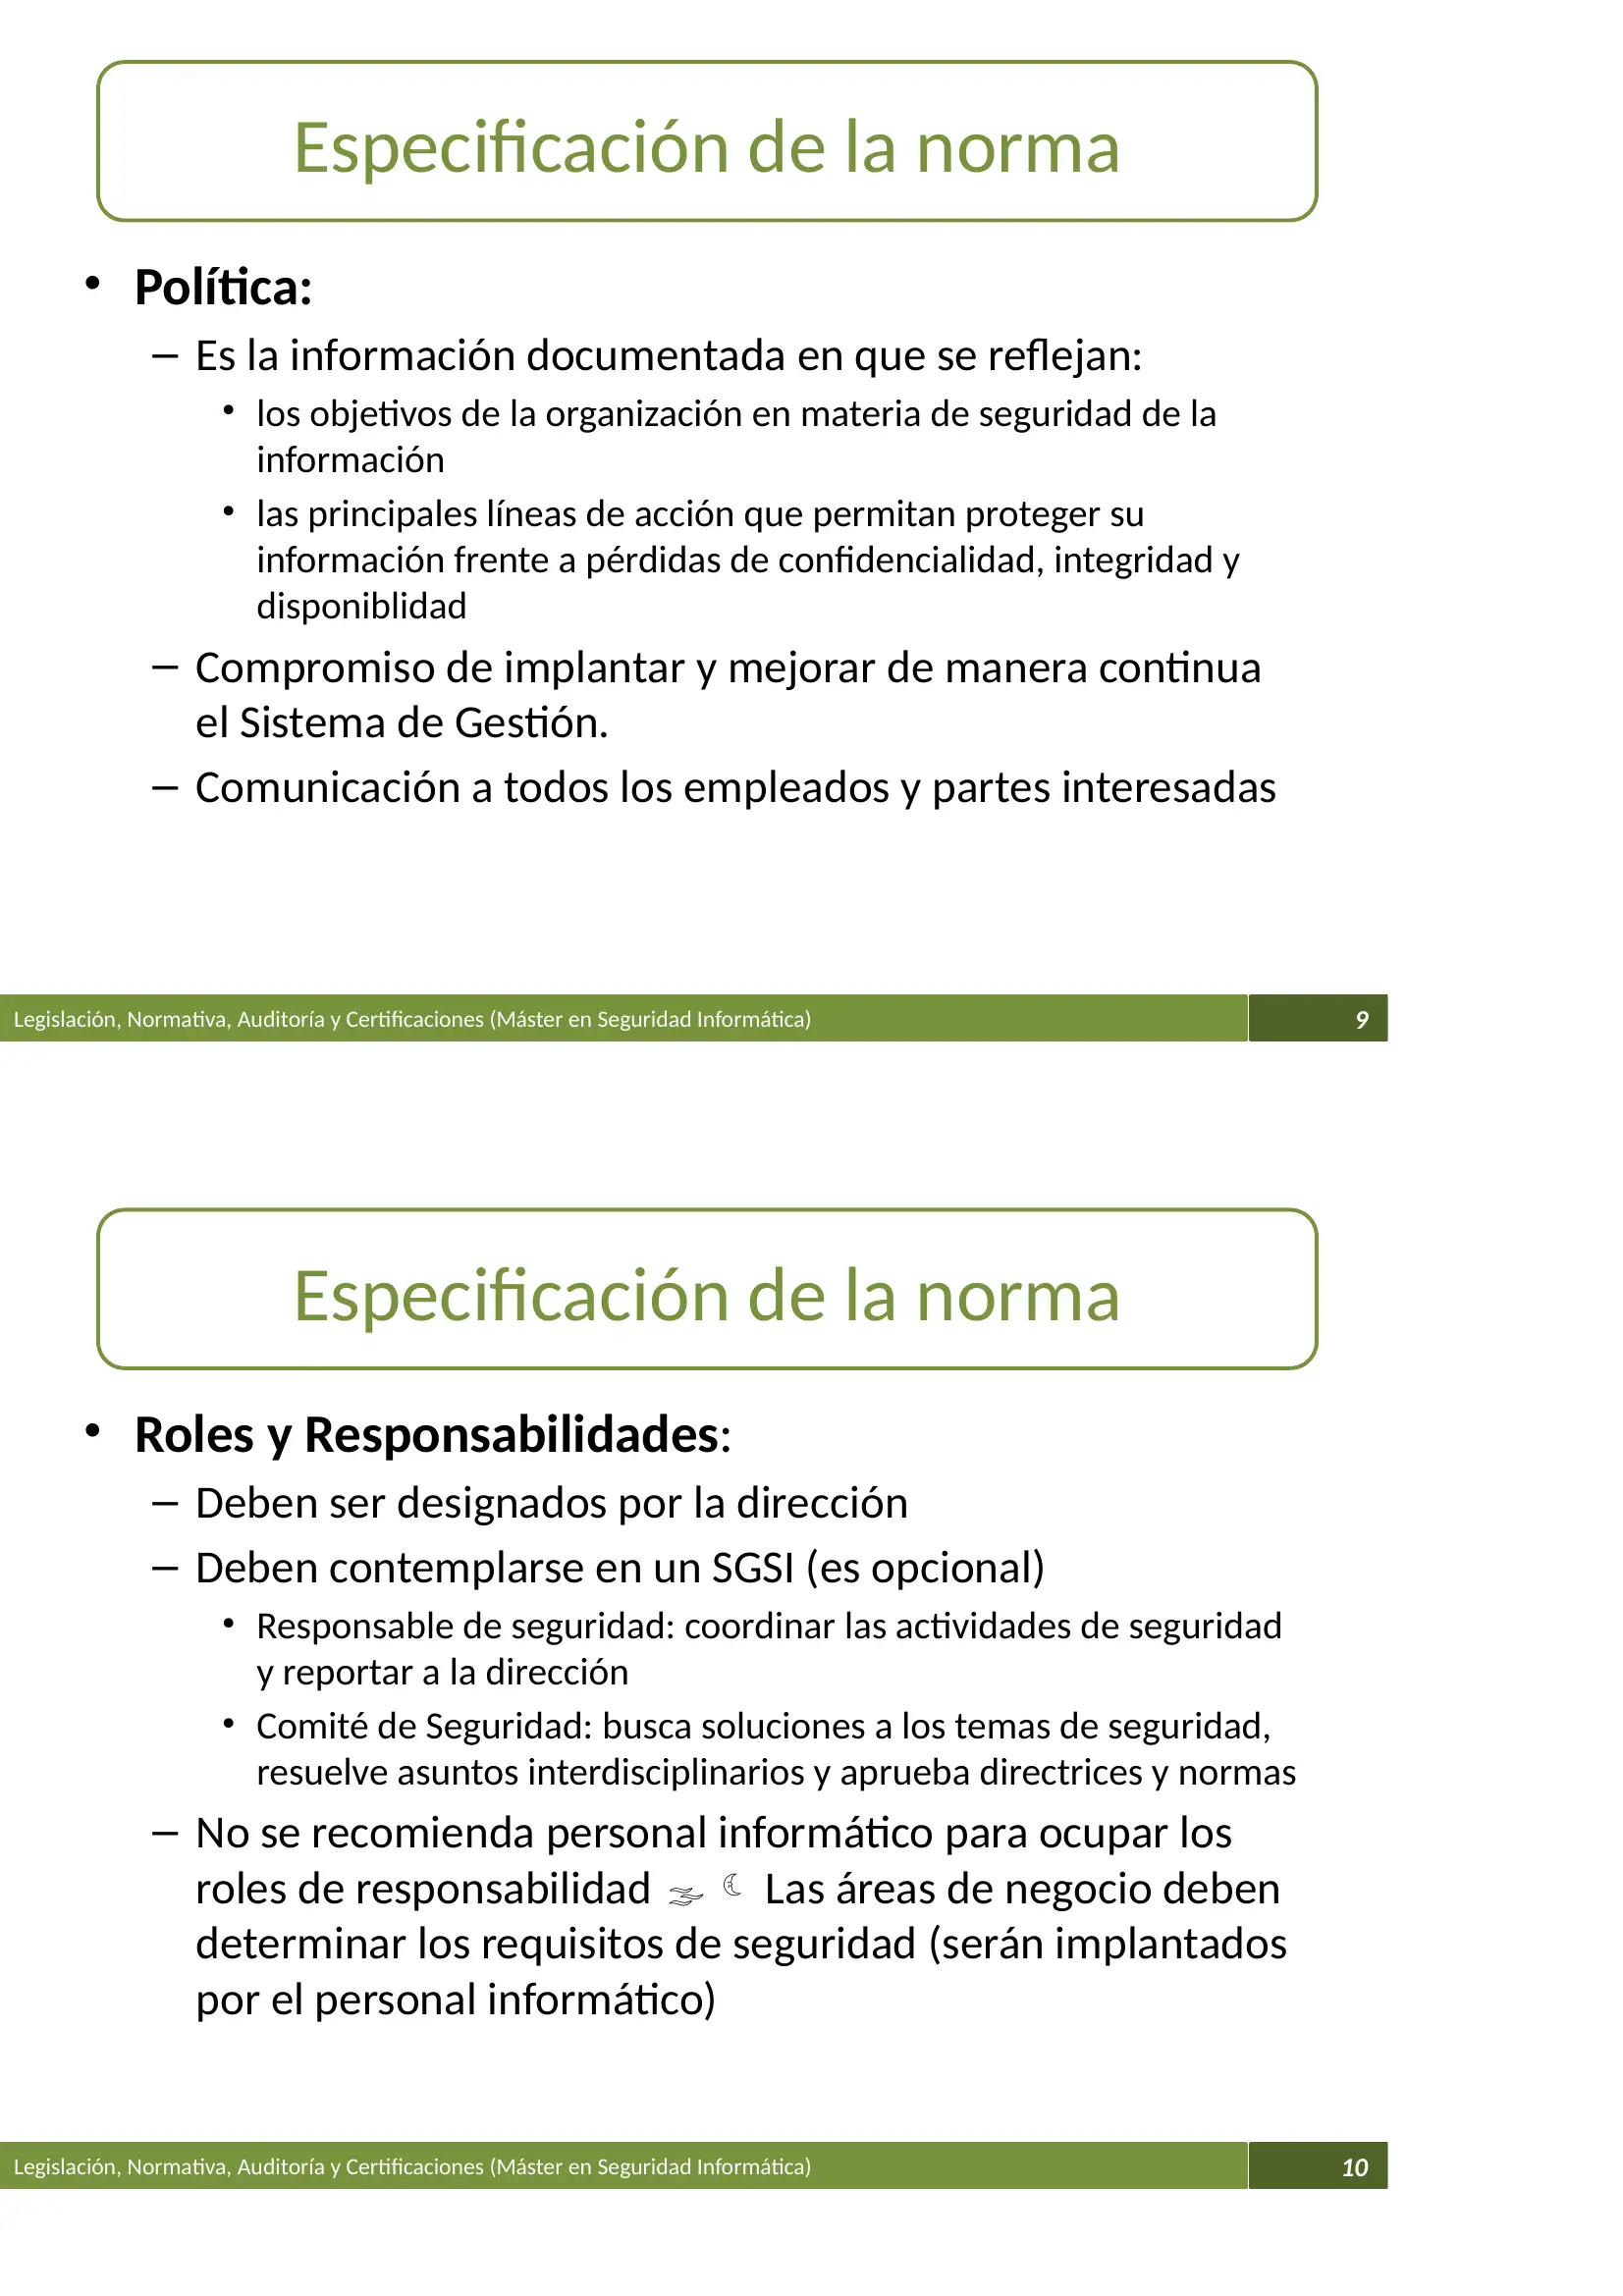 Especificación de la norma
• Política:
– Es la información documentada en que se reflejan:
• los objetivos de la organización en materia de seguridad de la
información
• las principales líneas de acción que permitan proteger su
información frente a pérdidas de confidencialidad, integridad y
disponiblidad
– Compromiso de implantar y mejorar de manera continua
el Sistema de Gestión.
– Comunicación a todos los empleados y partes interesadas
Legislación, Normativa, Auditoría y Certificaciones (Máster en Seguridad Informática) 9
Especificación de la norma
• Roles y Responsabilidades:
– Deben ser designados por la dirección
– Deben contemplarse en un SGSI (es opcional)
• Responsable de seguridad: coordinar las actividades de seguridad
y reportar a la dirección
• Comité de Seguridad: busca soluciones a los temas de seguridad,
resuelve asuntos interdisciplinarios y aprueba directrices y normas
– No se recomienda personal informático para ocupar los
roles de responsabilidad Las áreas de negocio deben
determinar los requisitos de seguridad (serán implantados
por el personal informático)
Legislación, Normativa, Auditoría y Certificaciones (Máster en Seguridad Informática) 10